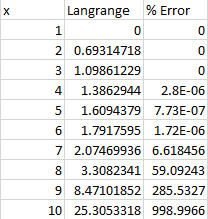 x Langrange % Error
1 0 0
2 0.69314718 0
3 1.09861229 0
4 1.3862944 2.8E-06
5 1.6094379 7.73E-07
6 1.7917595 1.72E-06
7 2.07469936 6.618456
8 3.3082341 59.09243
9 8.47101852 285.5327
10 25.3053318 998.9966